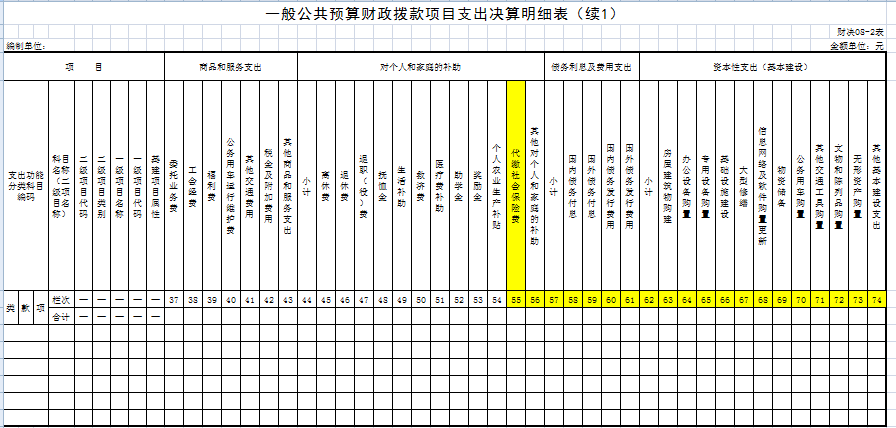 一般公共预算财政拨款项目支出决算明细表（续1）
财决08-2表
编制单位： 金额单位：元
项 目 商品和服务支出 对个人和家庭的补助 债务利息及费用支出 资本性支出（基本建设）
支出功能分类科目编码
科目名称（二级项目名称）
二级项目代码
二级项目类别
一级项目名称
一级项目代码
基建项目属性
委托业务费
工会经费
福利费
公务用车运行维护费
其他交通费用
税金及附加费用
其他商品和服务支出
小计
离休费
退休费
退职（役）费
抚恤金
生活补助
救济费
医疗费补助
助学金
奖励金
个人农业生产补贴
代缴社会保险费
其他对个人和家庭的补助
小计
国内债务付息
国外债务付息
国内债务发行费用
国外债务发行费用
小计
房屋建筑物购建
办公设备购置
专用设备购置
基础设施建设
大型修缮
信息网络及软件购置更新
物资储备
公务用车购置
其他交通工具购置
文物和陈列品购置
无形资产购置
其他基本建设支出
类 款 项 栏次 — — — — — 37 38 39 40 41 42 43 44 45 46 47 48 49 50 51 52 53 54 55 56 57 58 59 60 61 62 63 64 65 66 67 68 69 70 71 72 73 74
合计 — — — — —